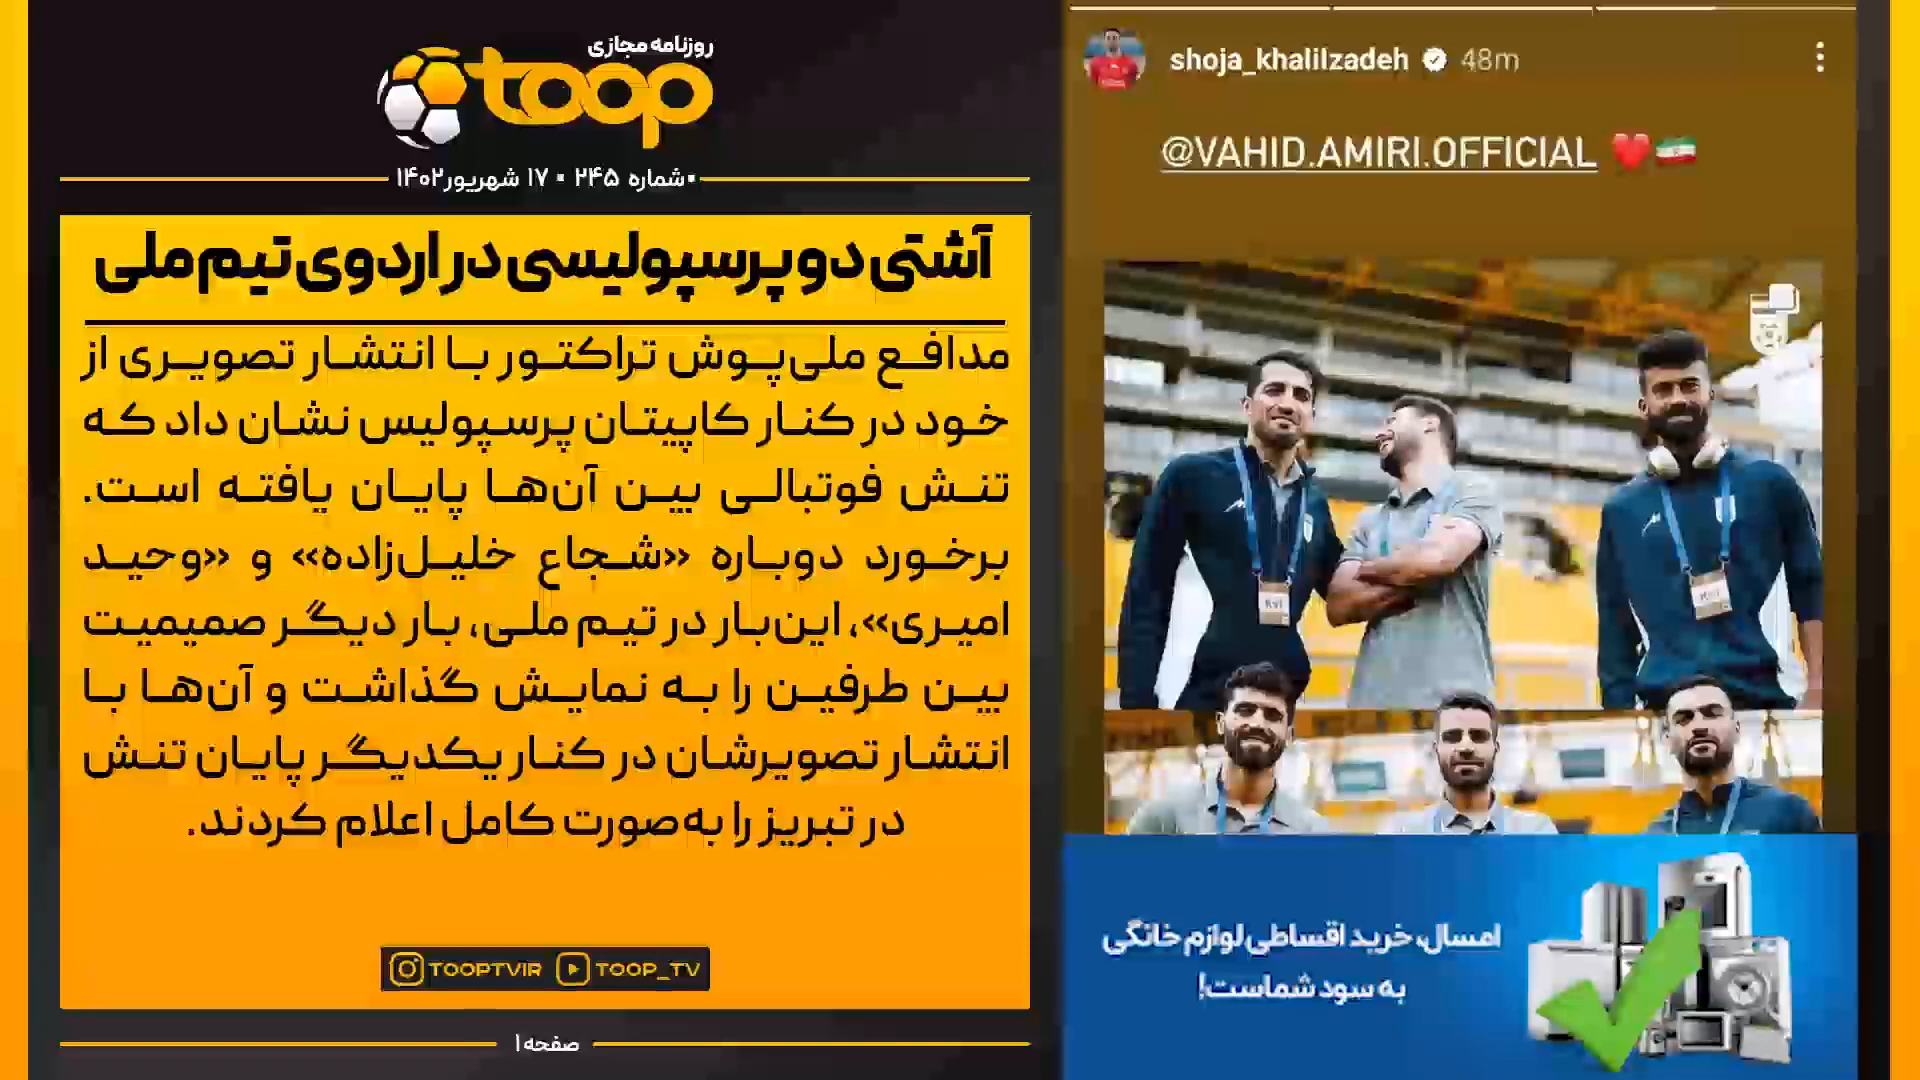 روزنامه مجازی
toop
•شماره ۲۴۵ • ۱۷ شهریور۱۴۰۲
آشتی دو پرسپولیسی در اردوی تیم ملی
مدافع ملی‌پوش تراکتور با انتشار تصویری از
خود در کنار کاپیتان پرسپولیس نشان داد که
تنش فوتبالی بین آن‌ها پایان یافته است.
برخورد دوباره «شجاع خلیل‌زاده» و «وحید
امیری»، این‌بار در تیم ملی، بار دیگر صمیمیت
بین طرفین را به نمایش گذاشت و آن‌ها با
انتشار تصویرشان در کنار یکدیگر پایان تنش
در تبریز را به‌صورت کامل اعلام کردند.
TOOPTVIR TOOP_TV
صفحه ۱
shoja_khalilzadeh 48m
@VAHID.AMIRI.OFFICIAL ❤️🇮🇷
امسال، خرید اقساطی لوازم خانگی
به سود شماست!